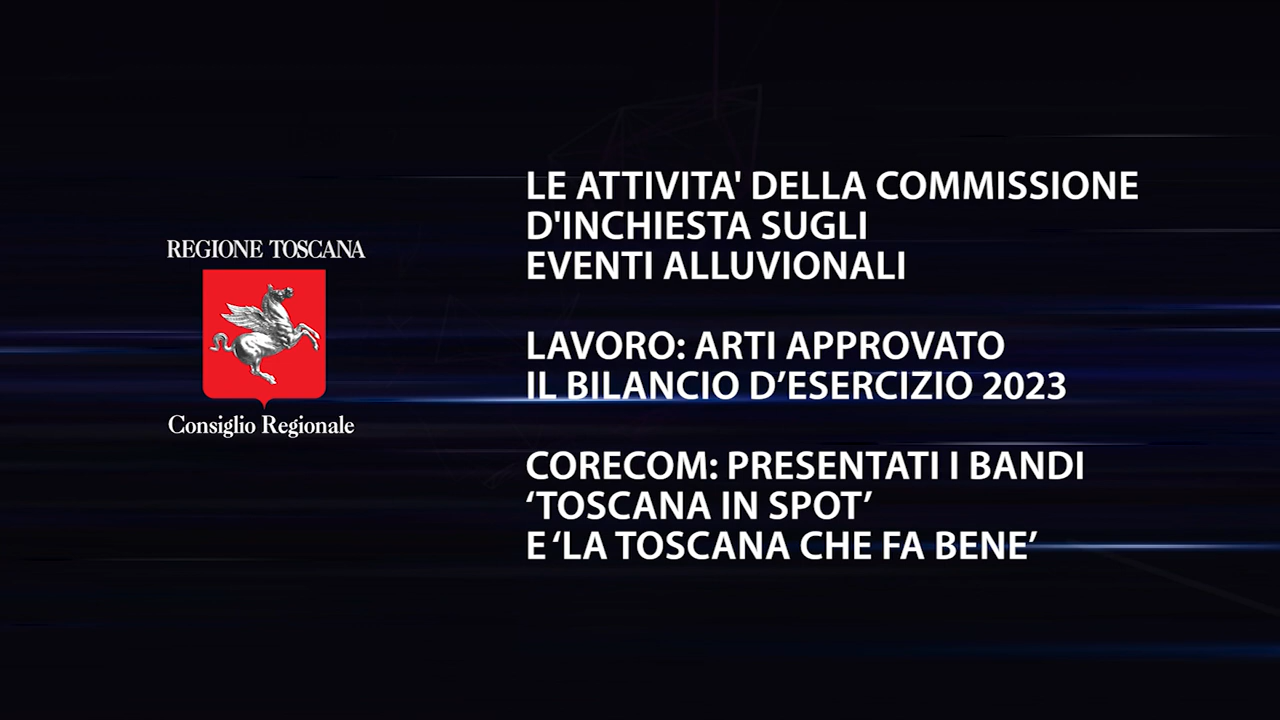 REGIONE TOSCANA
Consiglio Regionale
LE ATTIVITA' DELLA COMMISSIONE
D'INCHIESTA SUGLI
EVENTI ALLUVIONALI
LAVORO: ARTI APPROVATO
IL BILANCIO D’ESERCIZIO 2023
CORECOM: PRESENTATI I BANDI
‘TOSCANA IN SPOT’
E ‘LA TOSCANA CHE FA BENE’